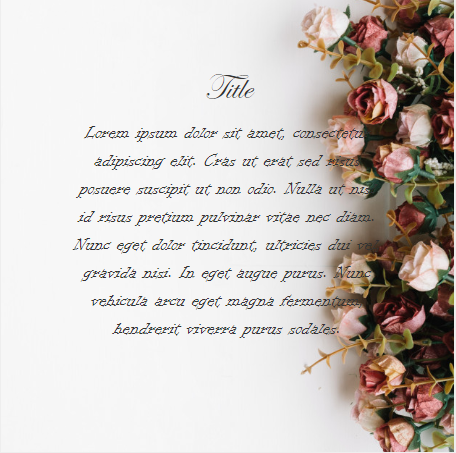 Title
Lorem ipsum dolor sit amet, consectetur
adipiscing elit. Cras ut erat sed risus
posuere suscipit ut non odio. Nulla ut nisi
id risus pretium pulvinar vitae nec diam.
Nunc eget dolor tincidunt, ultricies dui vel,
gravida nisi. In eget augue purus. Nunc
vehicula arcu eget magna fermentum,
hendrerit viverra purus sodales.